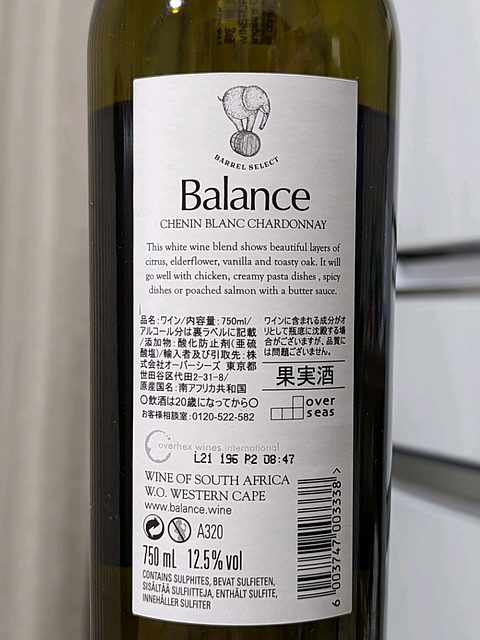 BARREL SELECT
Balance
CHENIN BLANC CHARDONNAY
This white wine blend shows beautiful layers of
citrus, elderflower, vanilla and toasty oak. It will
go well with chicken, creamy pasta dishes , spicy
dishes or poached salmon with a butter sauce.
品名:ワイン/内容量:750ml/
アルコール分は裏ラベルに記載
/添加物:酸化防止剤(亜硫
酸塩)/輸入者及び引取先:株
式会社オーバーシーズ 東京都
世田谷区代田2-31-8/
原産国名:南アフリカ共和国
〇飲酒は20歳になってから〇
お客様相談室:0120-522-582
ワインに含まれる成分がオ
リとして瓶底に沈殿する場
合がございますが、品質に
は問題ございません。
果実酒
over
seas
overhex wines international
L21 196 P2 08:47
WINE OF SOUTH AFRICA
W.O. WESTERN CAPE
www.balance.wine
A320
750 mL 12.5% vol
CONTAINS SULPHITES, BEVAT SULFIETEN,
SISÄLTÄÄ SULFIITTEJA, ENTHÄLT SULFITE,
INNEHÅLLER SULFITER
6 003747 003338 >